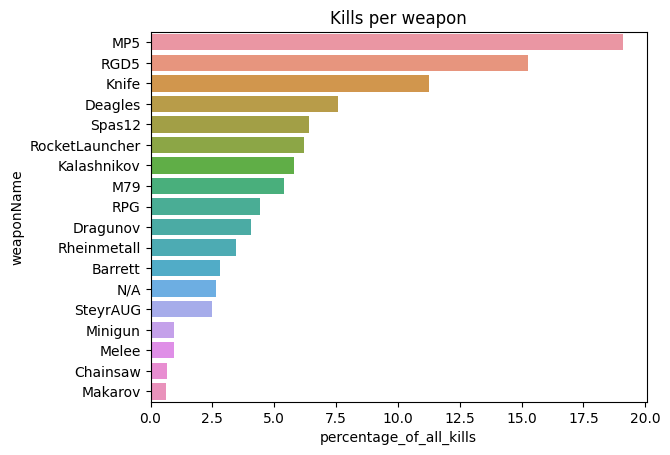 Kills per weapon
MP5
RGD5
Knife
Deagles
Spas12
RocketLauncher
Kalashnikov
M79
RPG
Dragunov
Rheinmetall
Barrett
N/A
SteyrAUG
Minigun
Melee
Chainsaw
Makarov
weaponName
0.0 2.5 5.0 7.5 10.0 12.5 15.0 17.5 20.0
percentage_of_all_kills